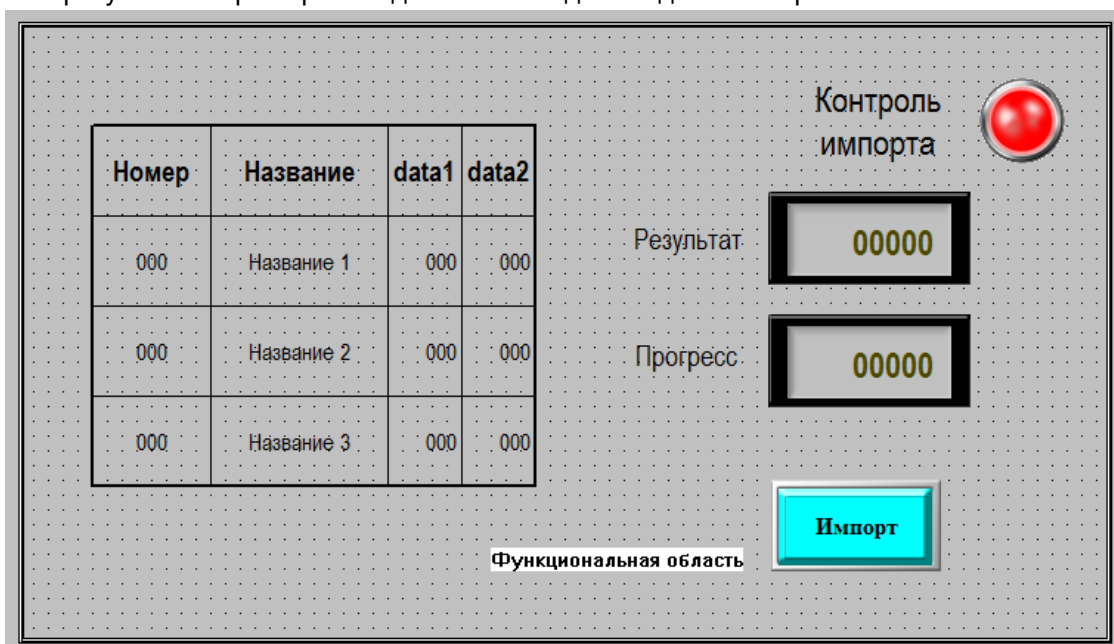 Контроль
импорта
Номер Название data1 data2
Результат 00000
000 Название 1 000 000
Прогресс 00000
000 Название 2 000 000
000 Название 3 000 000
Импорт
Функциональная область